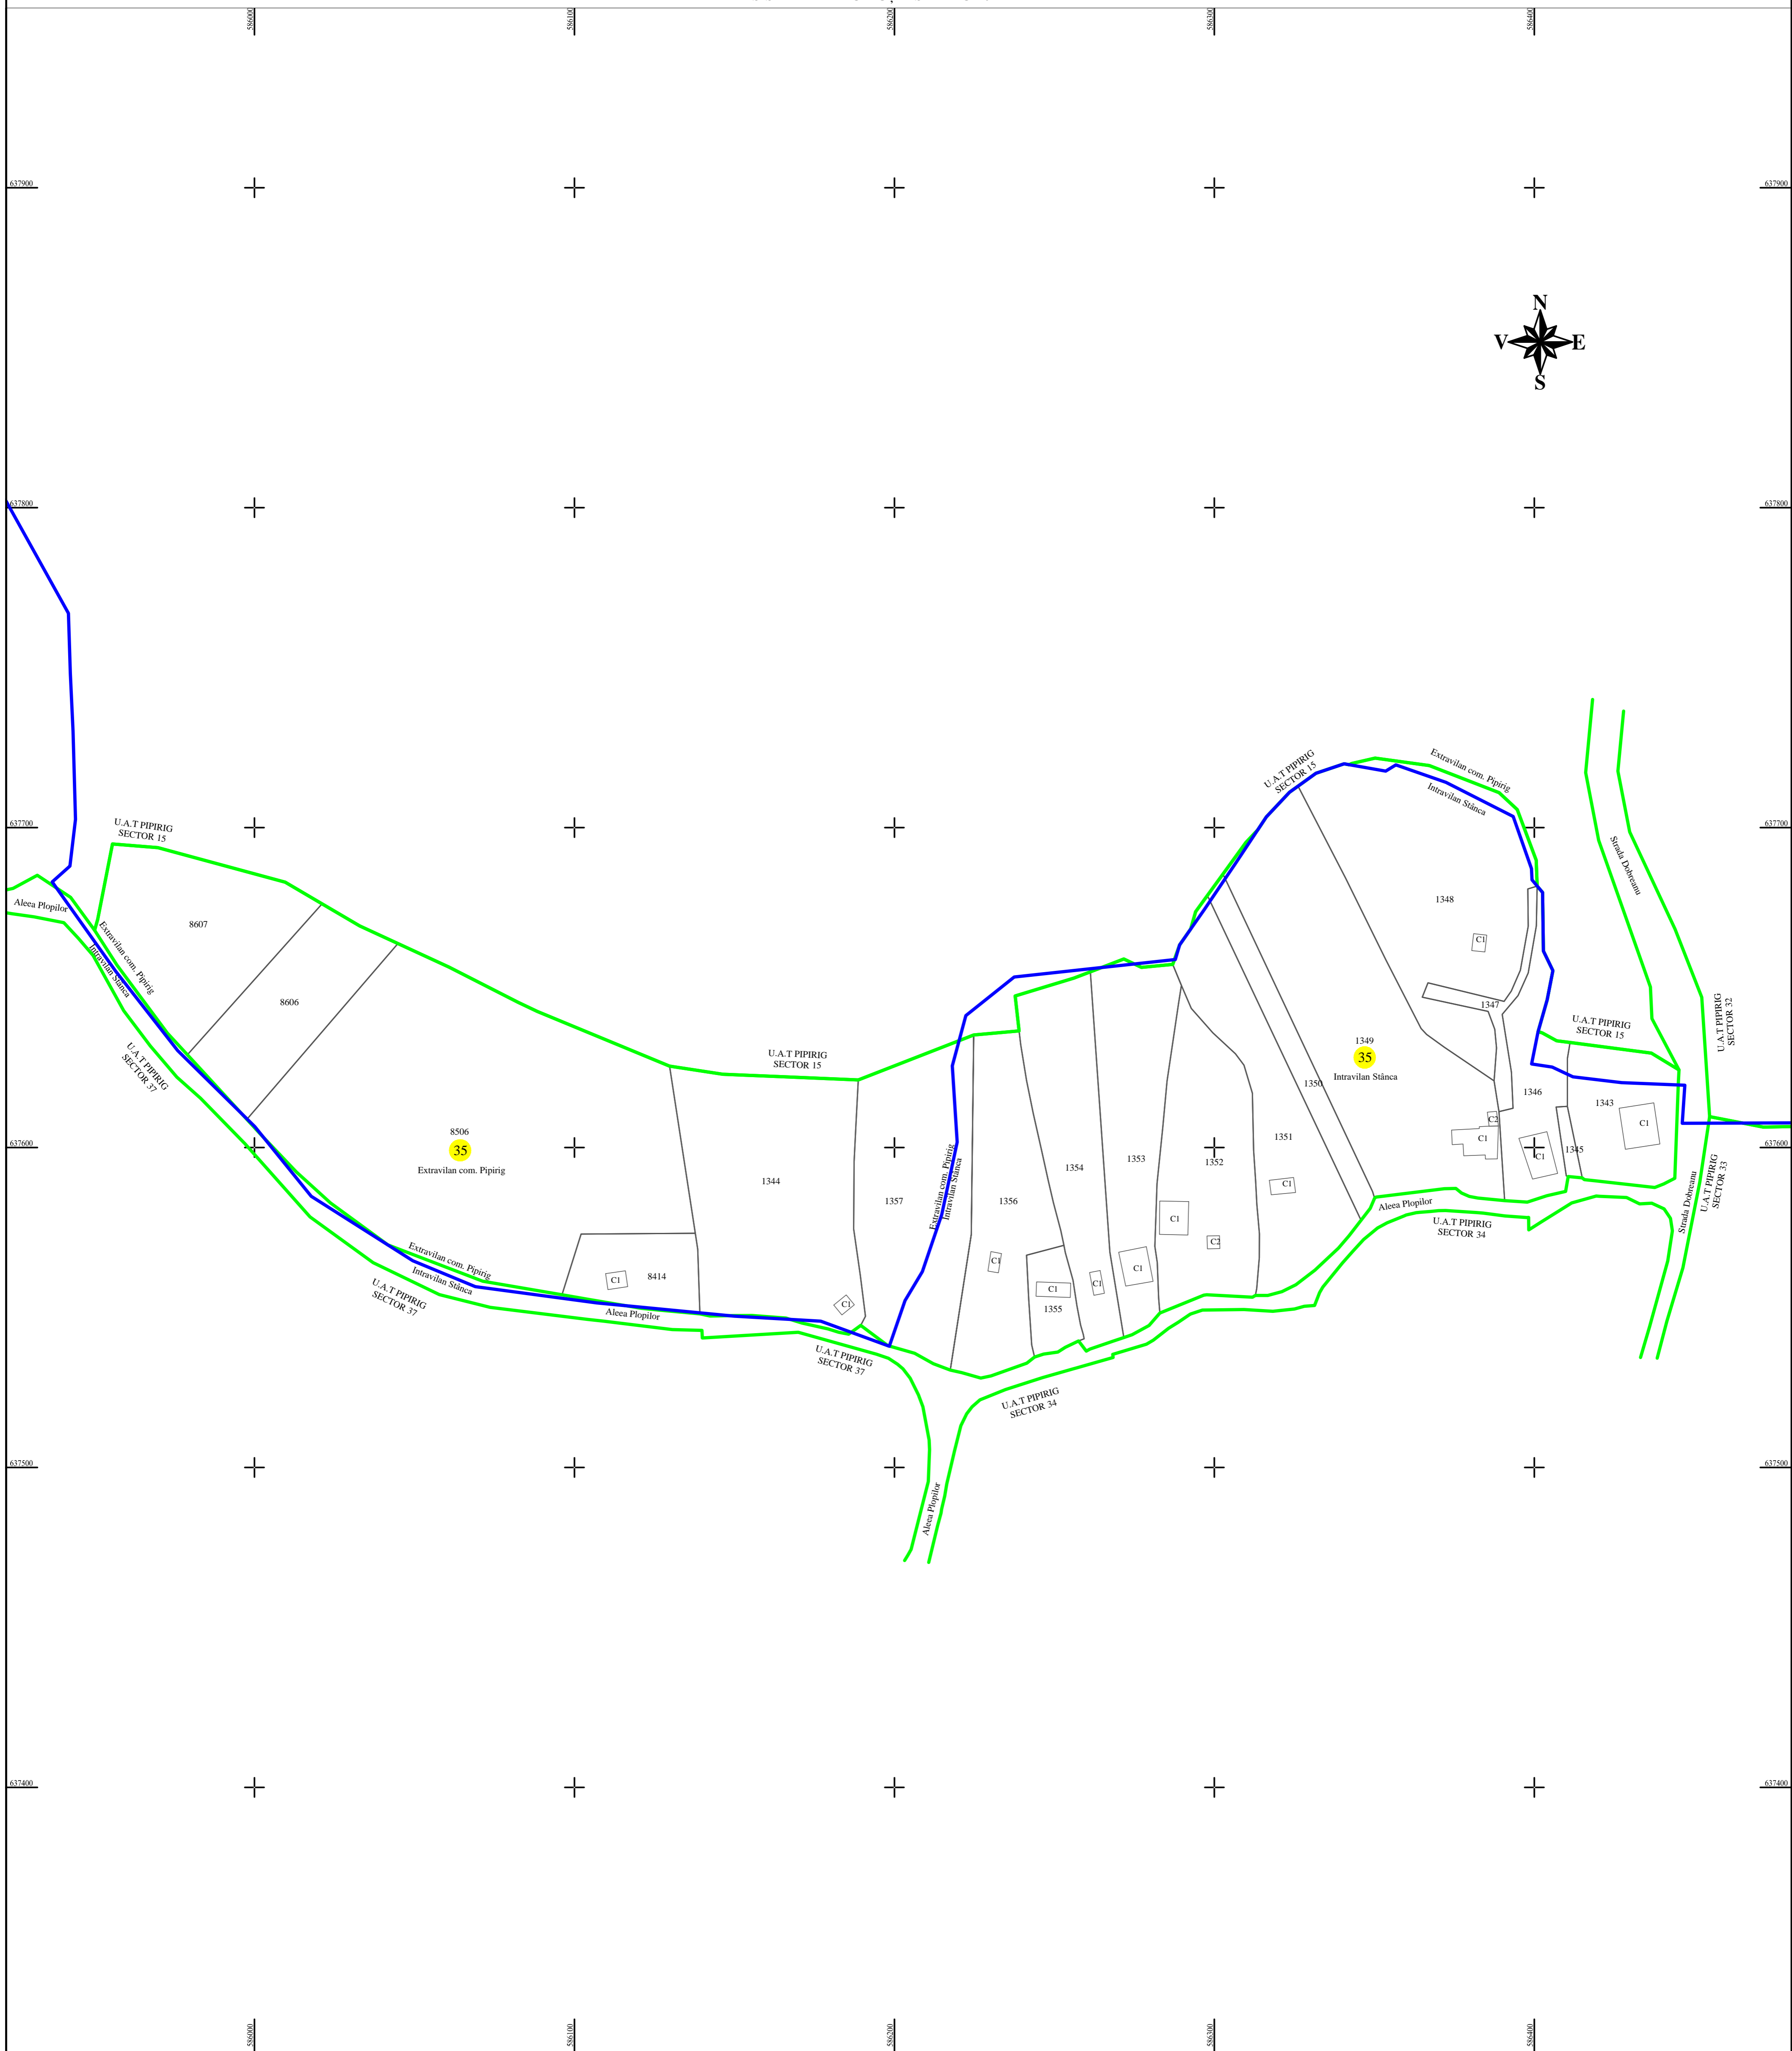 586000
586100
586200
586300
586400
637900
637900
N
V
E
S
637800
637800
U.A.T PIPIRIG
SECTOR 15
Extravilan com. Pipirig
Intravilan Stânca
637700
U.A.T PIPIRIG
SECTOR 15
637700
Strada Dobreanu
Aleea Plopilor
8607
Extravilan com. Pipirig
Intravilan Stânca
1348
C1
8606
1347
U.A.T PIPIRIG
SECTOR 32
U.A.T PIPIRIG
SECTOR 15
U.A.T PIPIRIG
SECTOR 37
U.A.T PIPIRIG
SECTOR 15
1349
35
Intravilan Stânca
1350
1346
1343
C2
C1
C1
C1
1345
637600
637600
8506
35
Extravilan com. Pipirig
1344
1357
Extravilan com. Pipirig
Intravilan Stânca
1356
1354
1353
1352
1351
C1
C1
C2
Aleea Plopilor
U.A.T PIPIRIG
SECTOR 34
Strada Dobreanu
U.A.T PIPIRIG
SECTOR 33
Extravilan com. Pipirig
Intravilan Stânca
U.A.T PIPIRIG
SECTOR 37
C1
8414
Aleea Plopilor
C1
C1
C1
1355
C1
C1
U.A.T PIPIRIG
SECTOR 37
U.A.T PIPIRIG
SECTOR 34
637500
637500
Aleea Plopilor
637400
637400
586000
586100
586200
586300
586400